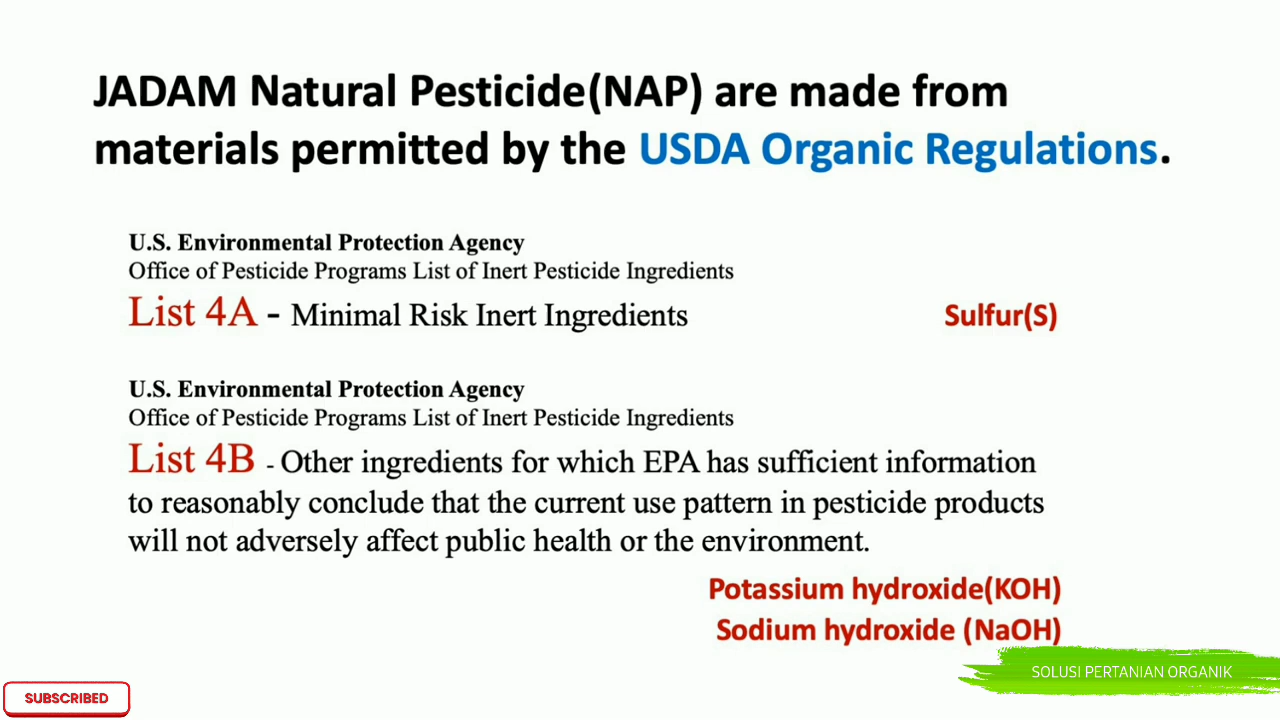 JADAM Natural Pesticide(NAP) are made from
materials permitted by the USDA Organic Regulations.
U.S. Environmental Protection Agency
Office of Pesticide Programs List of Inert Pesticide Ingredients
List 4A - Minimal Risk Inert Ingredients Sulfur(S)
U.S. Environmental Protection Agency
Office of Pesticide Programs List of Inert Pesticide Ingredients
List 4B - Other ingredients for which EPA has sufficient information
to reasonably conclude that the current use pattern in pesticide products
will not adversely affect public health or the environment.
Potassium hydroxide(KOH)
Sodium hydroxide (NaOH)
SOLUSI PERTANIAN ORGANIK
SUBSCRIBED